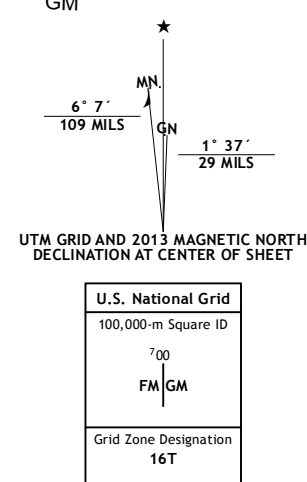 GM
★
MN.
6° 7´
109 MILS
GN
1° 37´
29 MILS
UTM GRID AND 2013 MAGNETIC NORTH
DECLINATION AT CENTER OF SHEET
U.S. National Grid
100,000-m Square ID
⁷00
FM GM
Grid Zone Designation
16T